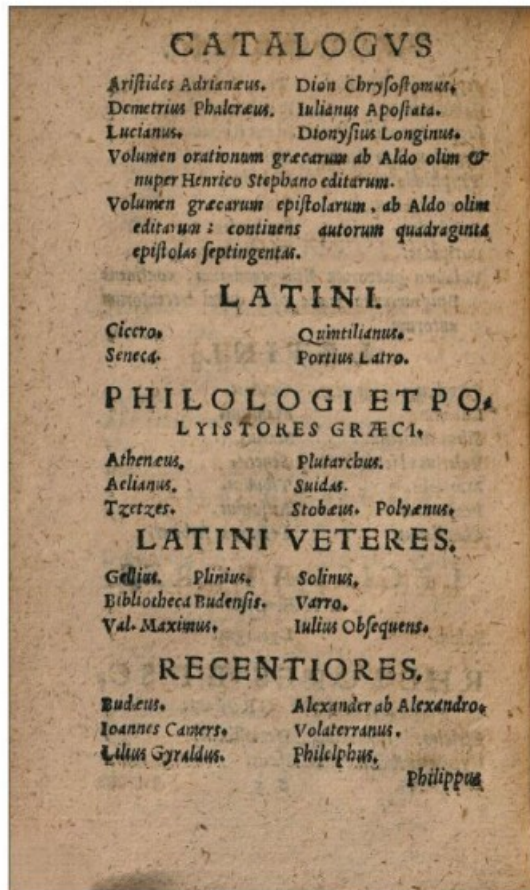 CATALOGVS
Ariſtides Adrianæus. Dion Chryſoſtomus.
Demetrius Phalereus. Iulianus Apoſtata.
Lucianus. Dionyſius Longinus.
Volumen orationum græcarum ab Aldo olim &
nuper Henrico Stephano editarum.
Volumen græcarum epiſtolarum, ab Aldo olim
editarum: continens autorum quadraginta
epiſtolas ſeptingentas.
LATINI.
Cicero. Quintilianus.
Seneca. Portius Latro.
PHILOLOGI ET PO-
LYISTORES GRÆCI.
Athenæus. Plutarchus.
Aelianus. Suidas.
Tzetzes. Stobæus. Polyænus.
LATINI VETERES.
Gellius. Plinius. Solinus.
Bibliotheca Budenſis. Varro.
Val. Maximus. Iulius Obſequens.
RECENTIORES.
Budæus. Alexander ab Alexandro.
Ioannes Camers. Volaterranus.
Lilius Gyraldus. Philelphus.
Philippus